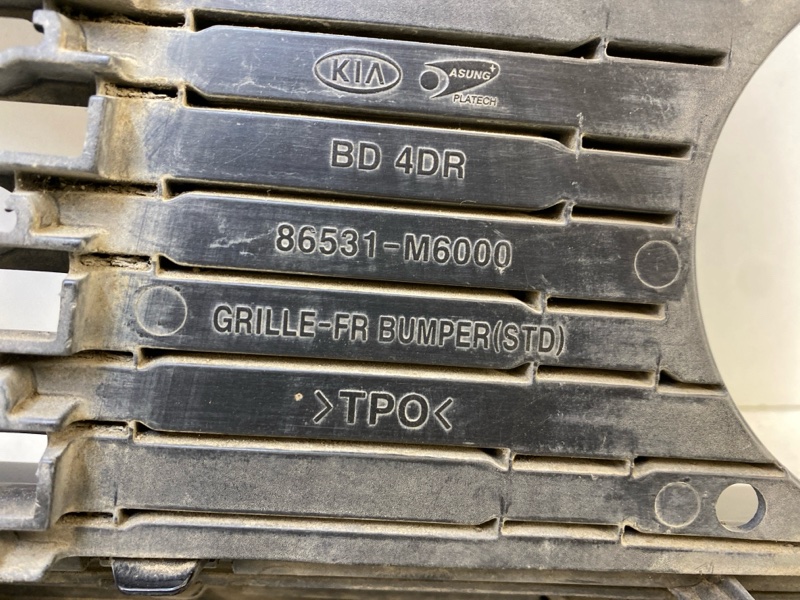 KIA ASUNG
PLATECH
BD 4DR
86531-M6000
GRILLE-FR BUMPER(STD)
>TPO<